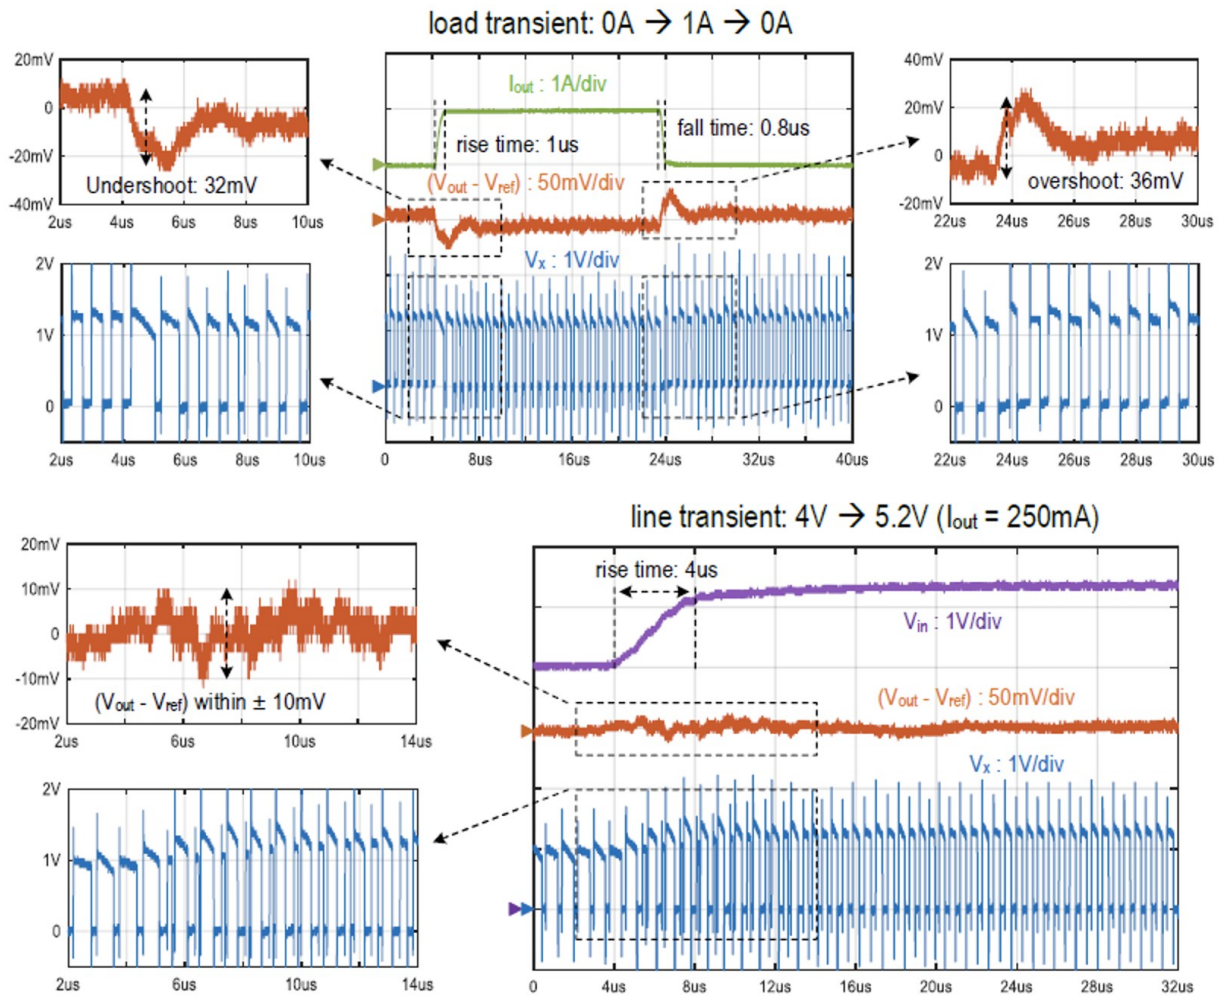 load transient: 0A → 1A → 0A
20mV
0
-20mV
-40mV
Undershoot: 32mV
2us 4us 6us 8us 10us
Iout : 1A/div
rise time: 1us
fall time: 0.8us
(Vout - Vref) : 50mV/div
Vx : 1V/div
0 8us 16us 24us 32us 40us
40mV
20mV
0
-20mV
overshoot: 36mV
22us 24us 26us 28us 30us
2V
1V
0
2us 4us 6us 8us 10us
2V
1V
0
22us 24us 26us 28us 30us
line transient: 4V → 5.2V (Iout = 250mA)
20mV
10mV
0
-10mV
-20mV
(Vout - Vref) within ± 10mV
2us 6us 10us 14us
rise time: 4us
Vin : 1V/div
(Vout - Vref) : 50mV/div
Vx : 1V/div
2V
1V
0
2us 6us 10us 14us
0 4us 8us 12us 16us 20us 24us 28us 32us